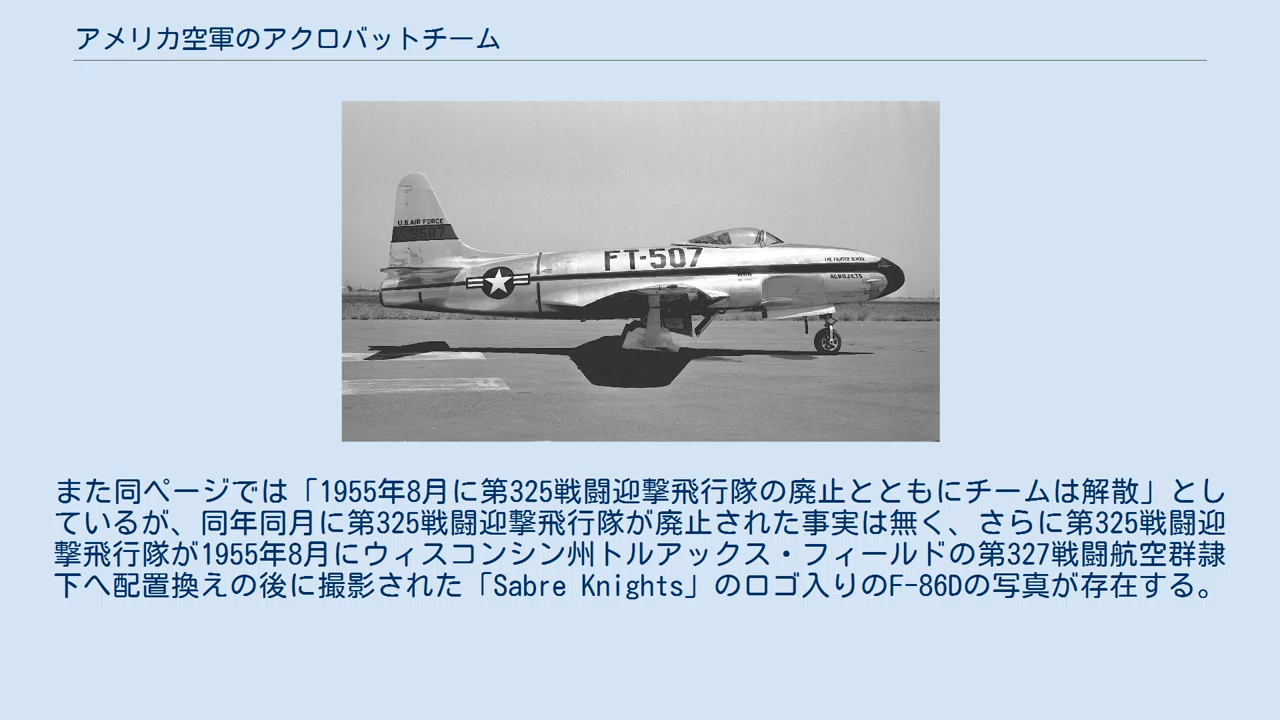 アメリカ空軍のアクロバットチーム
U.S. AIR FORCE
9507
FT-507
THE FIGHTER SCHOOL
ACROJETS
また同ページでは「1955年8月に第325戦闘迎撃飛行隊の廃止とともにチームは解散」とし
ているが、同年同月に第325戦闘迎撃飛行隊が廃止された事実は無く、さらに第325戦闘迎
撃飛行隊が1955年8月にウィスコンシン州トルアックス・フィールドの第327戦闘航空群隷
下へ配置換えの後に撮影された「Sabre Knights」のロゴ入りのF-86Dの写真が存在する。